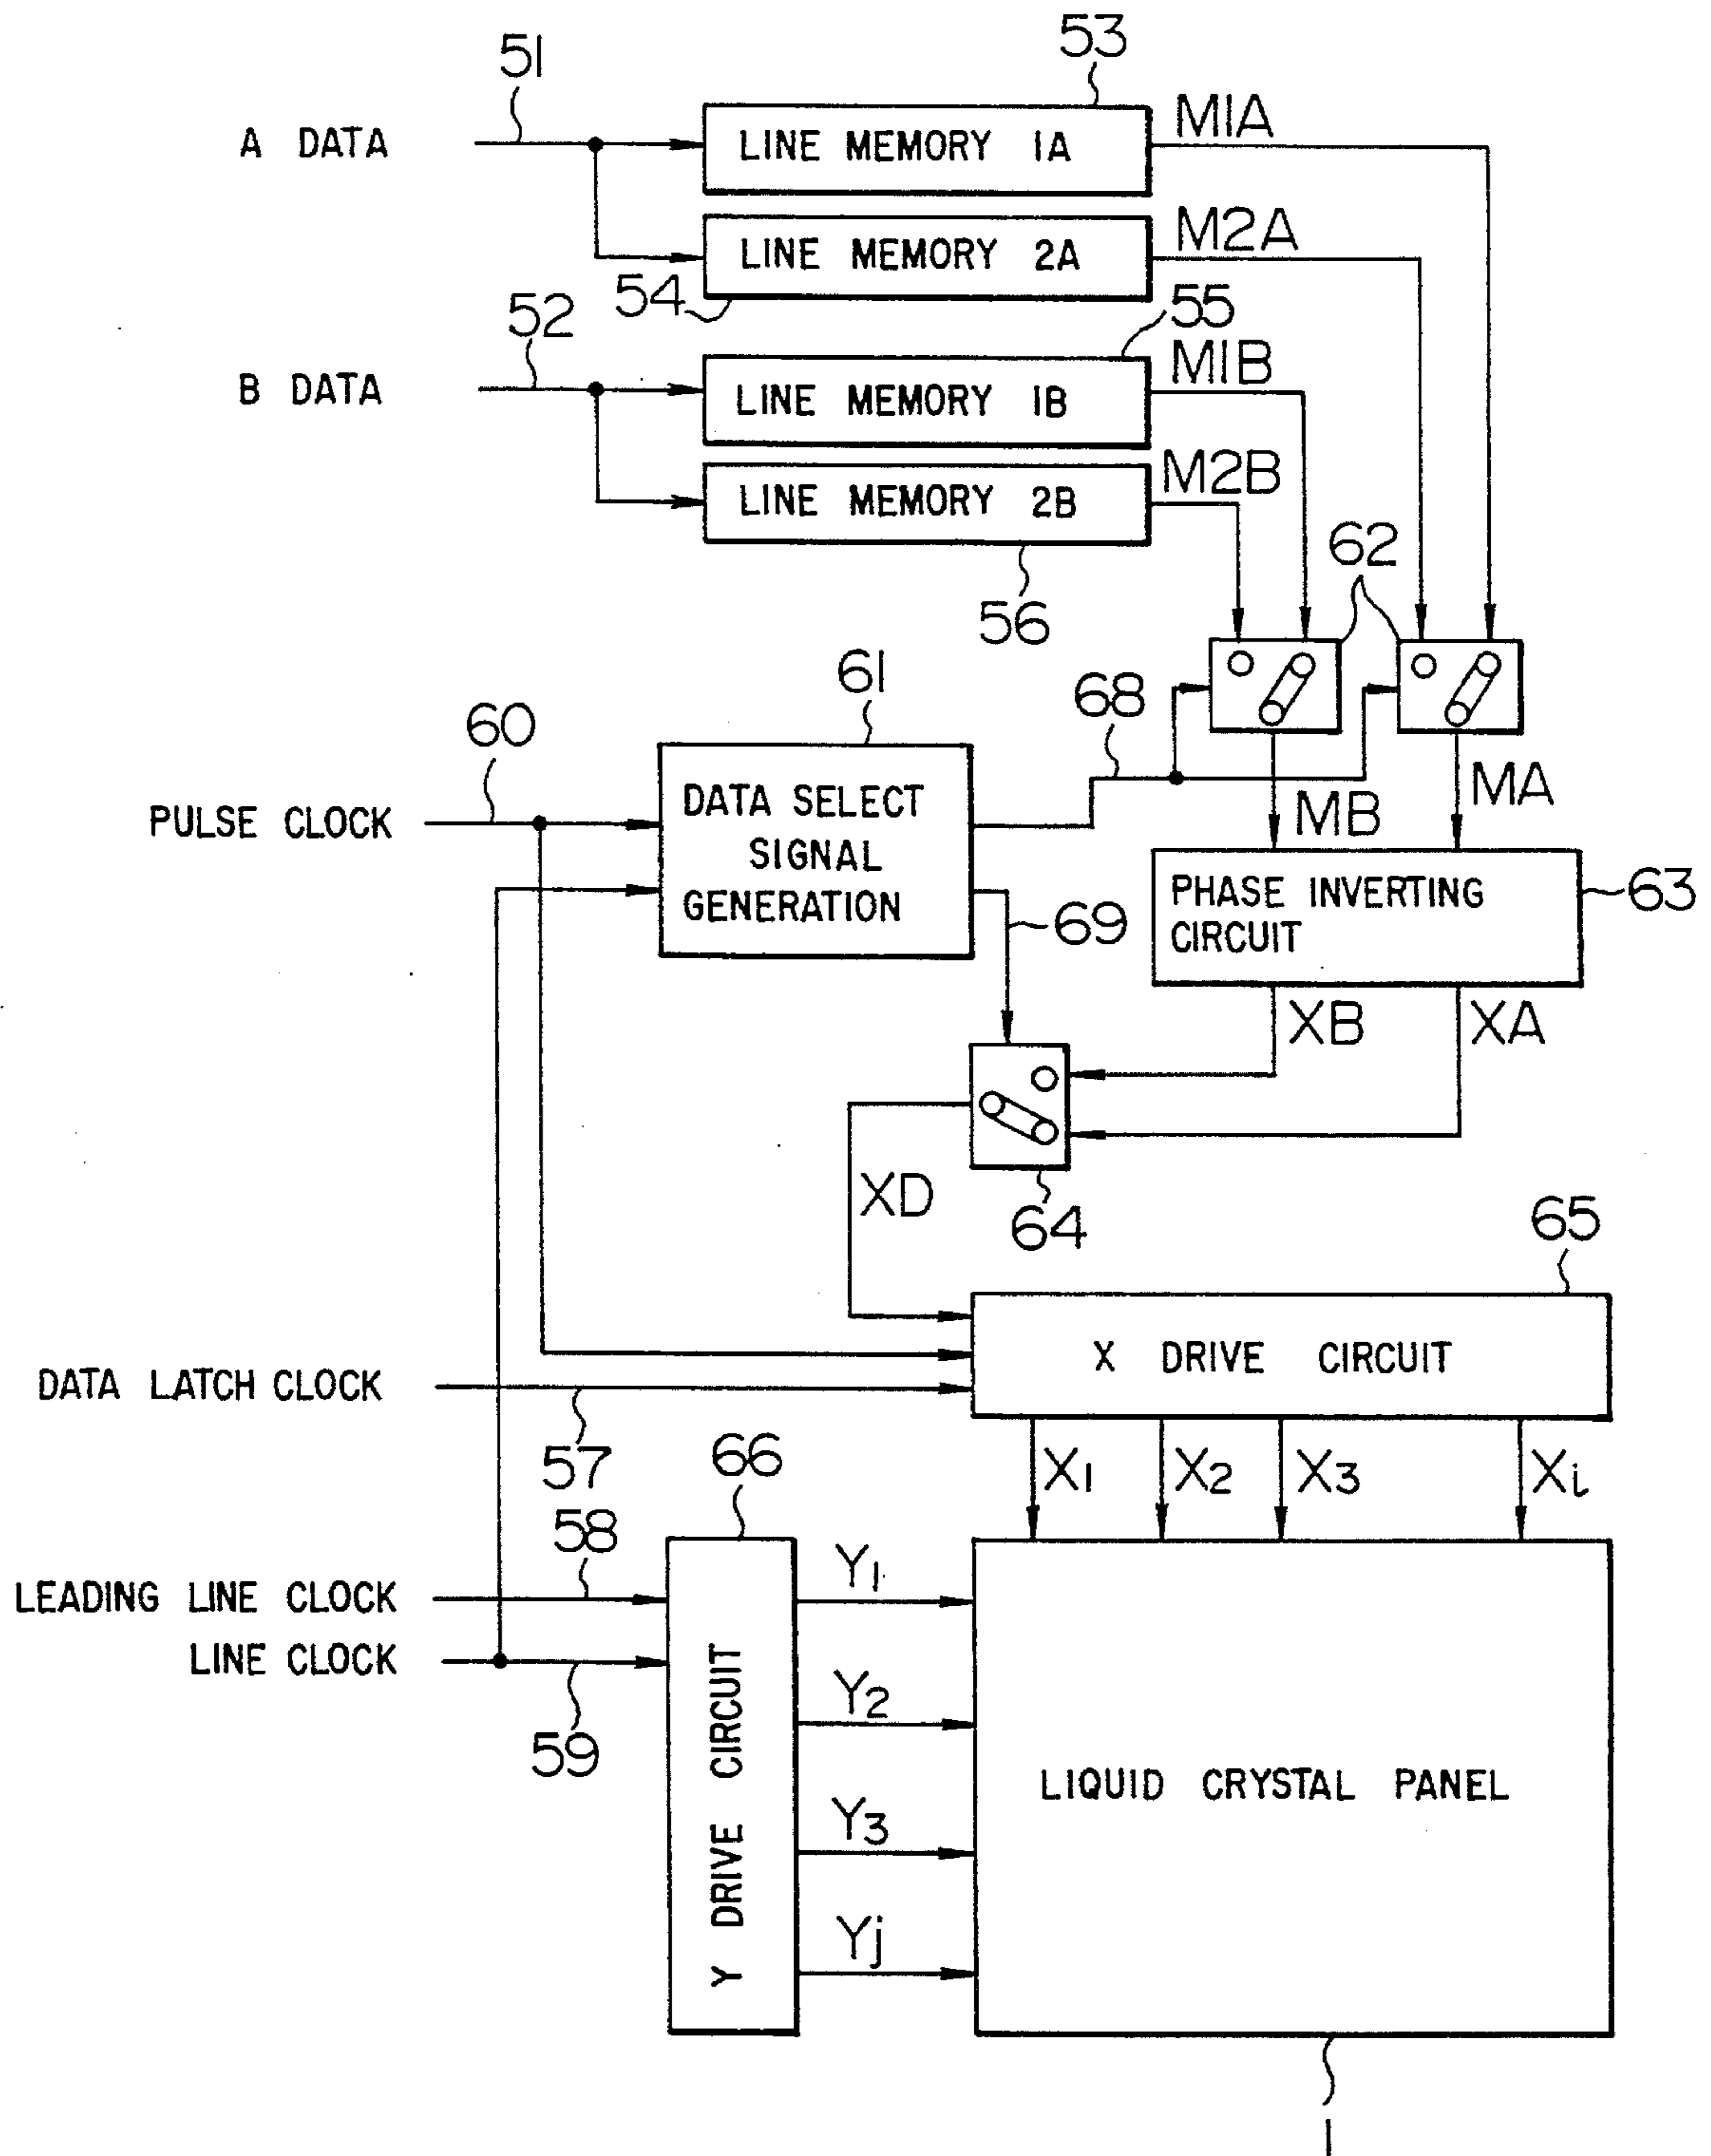 53
51
A DATA
LINE MEMORY 1A
M1A
LINE MEMORY 2A
M2A
54
52
55
B DATA
LINE MEMORY 1B
M1B
LINE MEMORY 2B
M2B
56
62
61
68
60
PULSE CLOCK
DATA SELECT
SIGNAL
GENERATION
MB
MA
PHASE INVERTING
CIRCUIT
63
69
XB
XA
XD
64
65
X DRIVE CIRCUIT
DATA LATCH CLOCK
57
66
X1
X2
X3
Xi
58
LEADING LINE CLOCK
LINE CLOCK
59
Y DRIVE CIRCUIT
Y1
Y2
Y3
Yj
LIQUID CRYSTAL PANEL
1